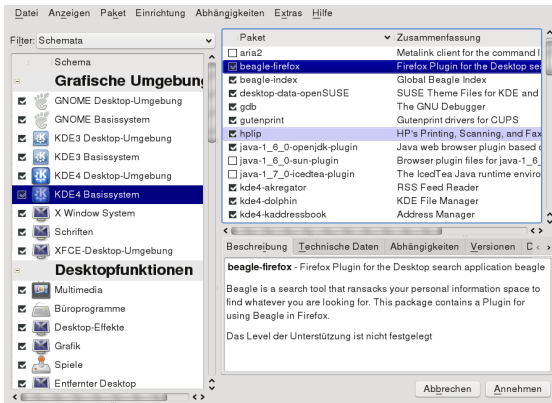 Datei Anzeigen Paket Einrichtung Abhängigkeiten Extras Hilfe
Filter: Schemata
Schema
Grafische Umgebung
GNOME Desktop-Umgebung
GNOME Basissystem
KDE3 Desktop-Umgebung
KDE3 Basissystem
KDE4 Desktop-Umgebung
KDE4 Basissystem
X Window System
Schriften
XFCE-Desktop-Umgebung
Desktopfunktionen
Multimedia
Büroprogramme
Desktop-Effekte
Grafik
Spiele
Entfernter Desktop
Paket Zusammenfassung
aria2 Metalink client for the command l
beagle-firefox Firefox Plugin for the Desktop sea
beagle-index Global Beagle Index
desktop-data-openSUSE SUSE Theme Files for KDE and
gdb The GNU Debugger
gutenprint Gutenprint drivers for CUPS
hplip HP's Printing, Scanning, and Fax
java-1_6_0-openjdk-plugin Java web browser plugin based o
java-1_6_0-sun-plugin Browser plugin files for java-1_6_
java-1_7_0-icedtea-plugin The IcedTea Java runtime enviro
kde4-akregator RSS Feed Reader
kde4-dolphin KDE File Manager
kde4-kaddressbook Address Manager
Beschreibung Technische Daten Abhängigkeiten Versionen D
beagle-firefox - Firefox Plugin for the Desktop search application beagle
Beagle is a search tool that ransacks your personal information space to
find whatever you are looking for. This package contains a Plugin for
using Beagle in Firefox.
Das Level der Unterstützung ist nicht festgelegt
Abbrechen Annehmen